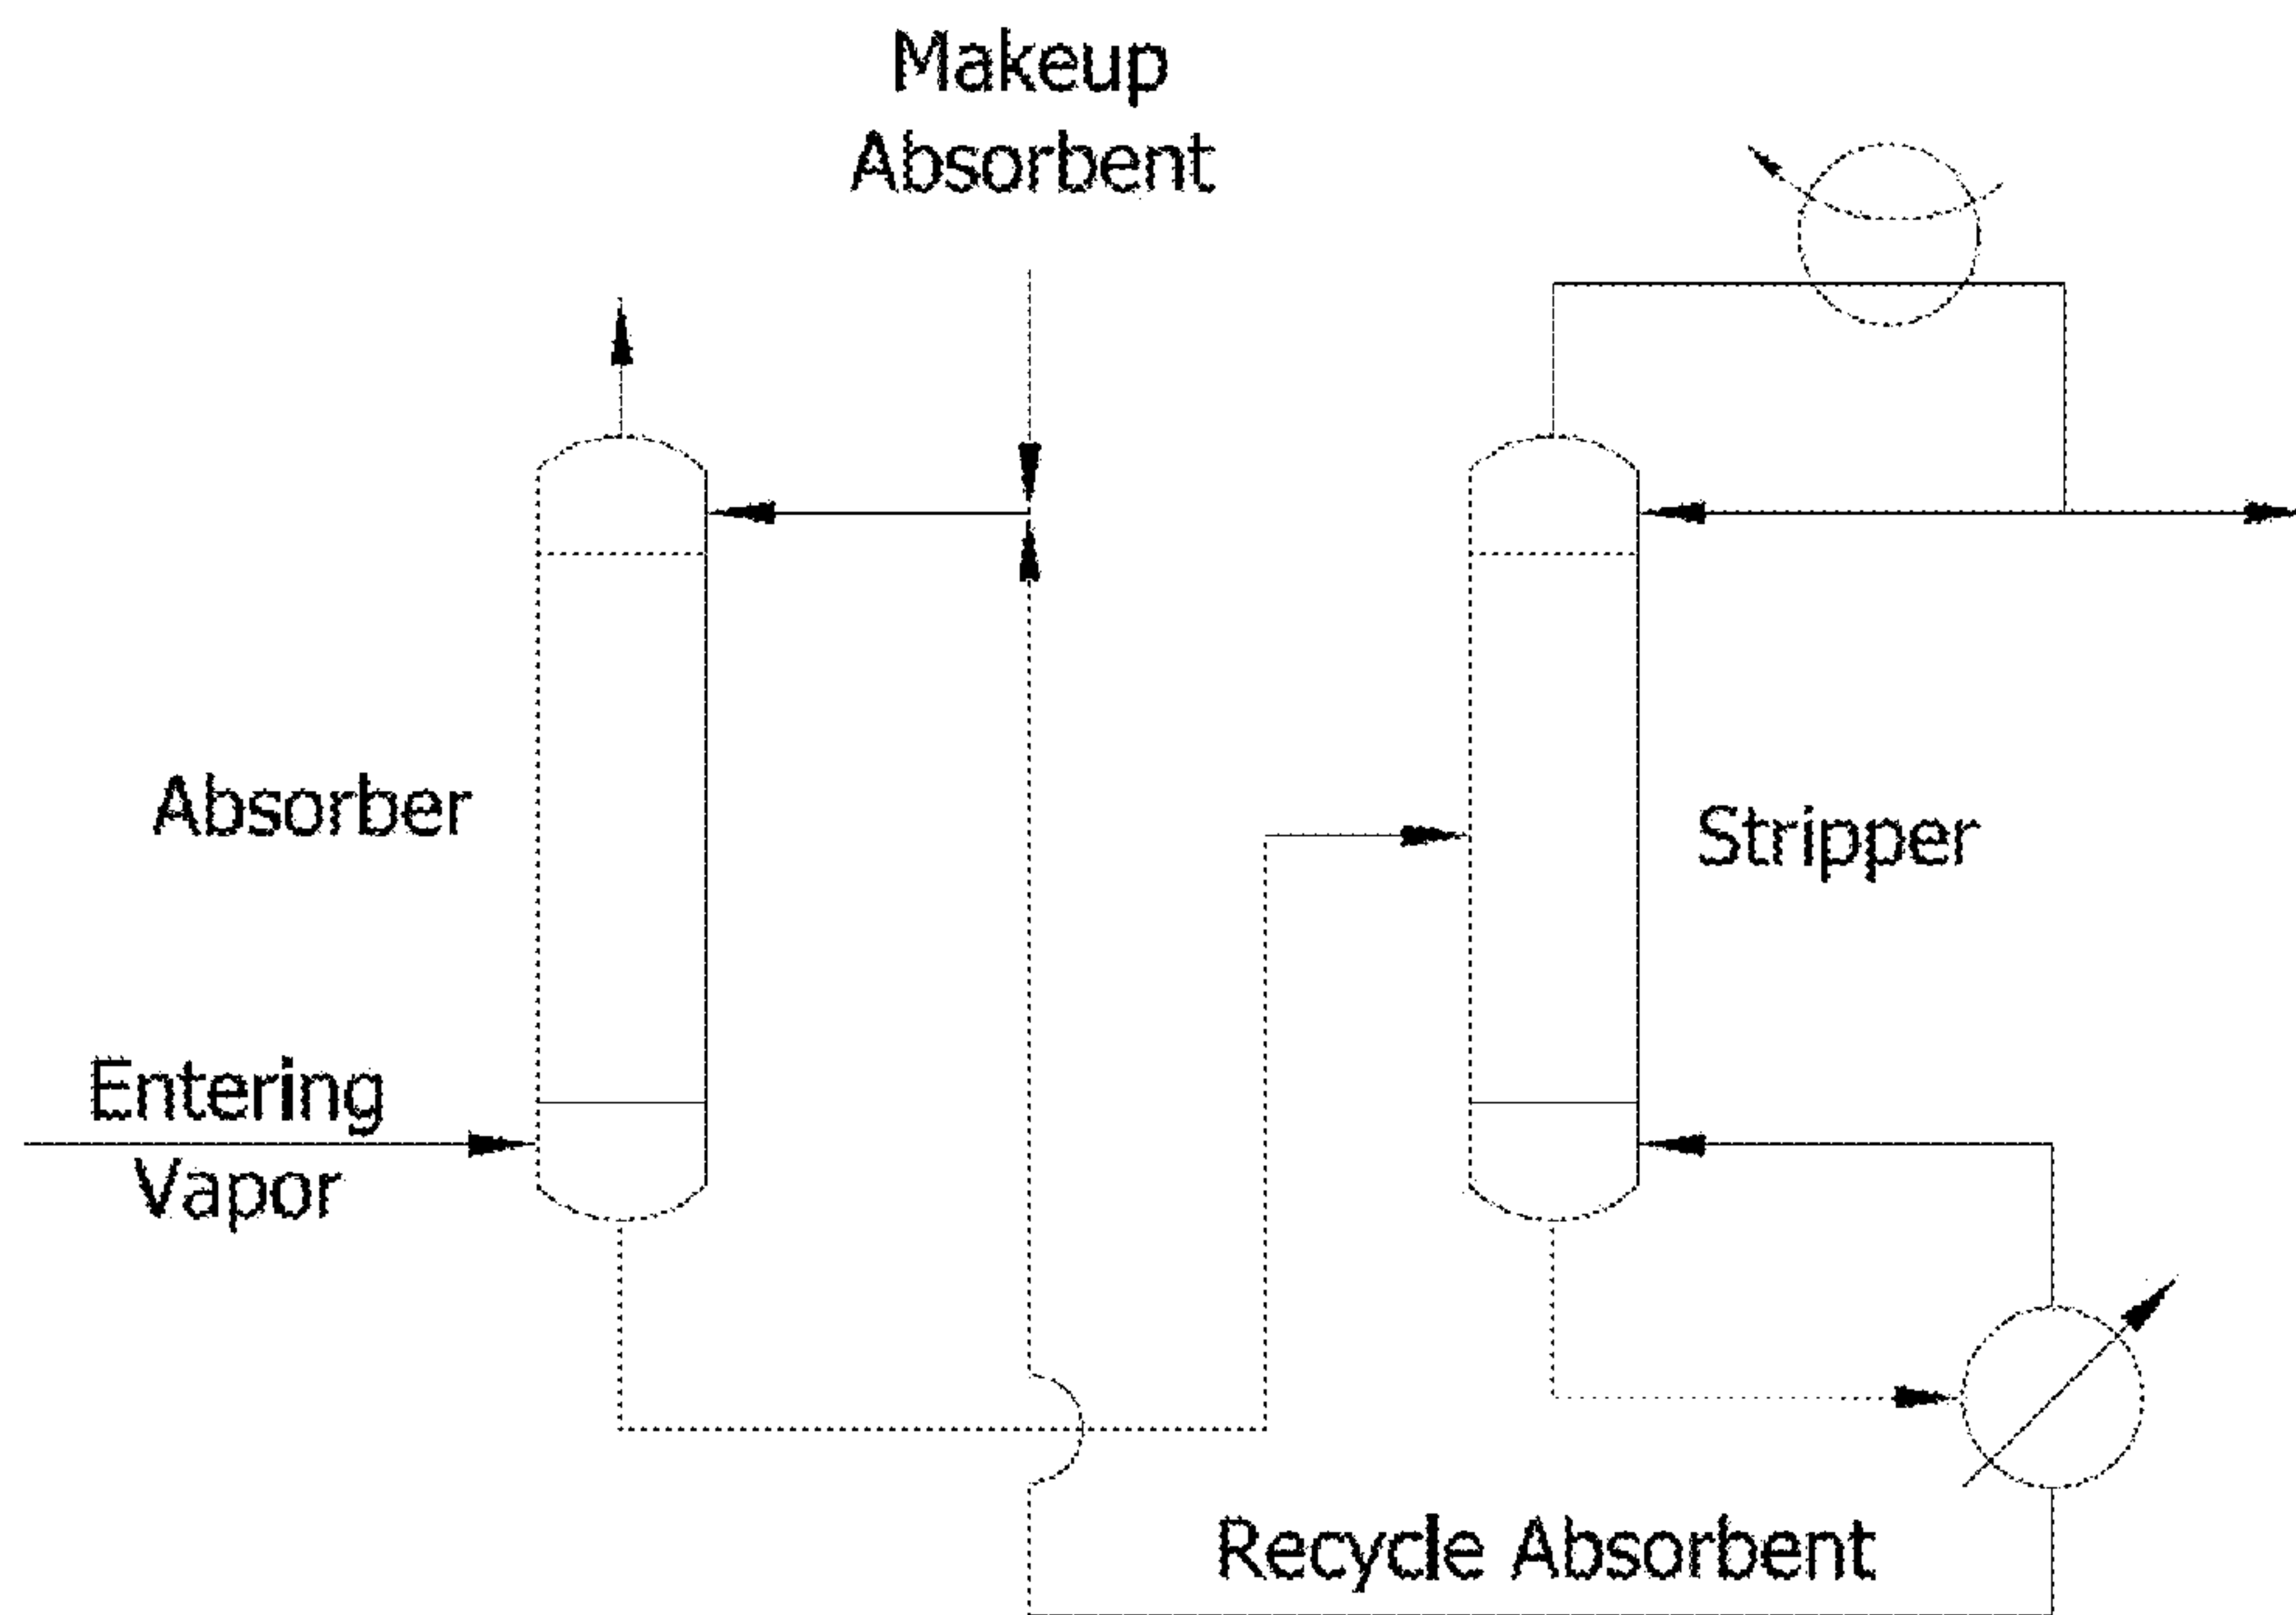 Makeup
Absorbent
Absorber
Stripper
Entering
Vapor
Recycle Absorbent